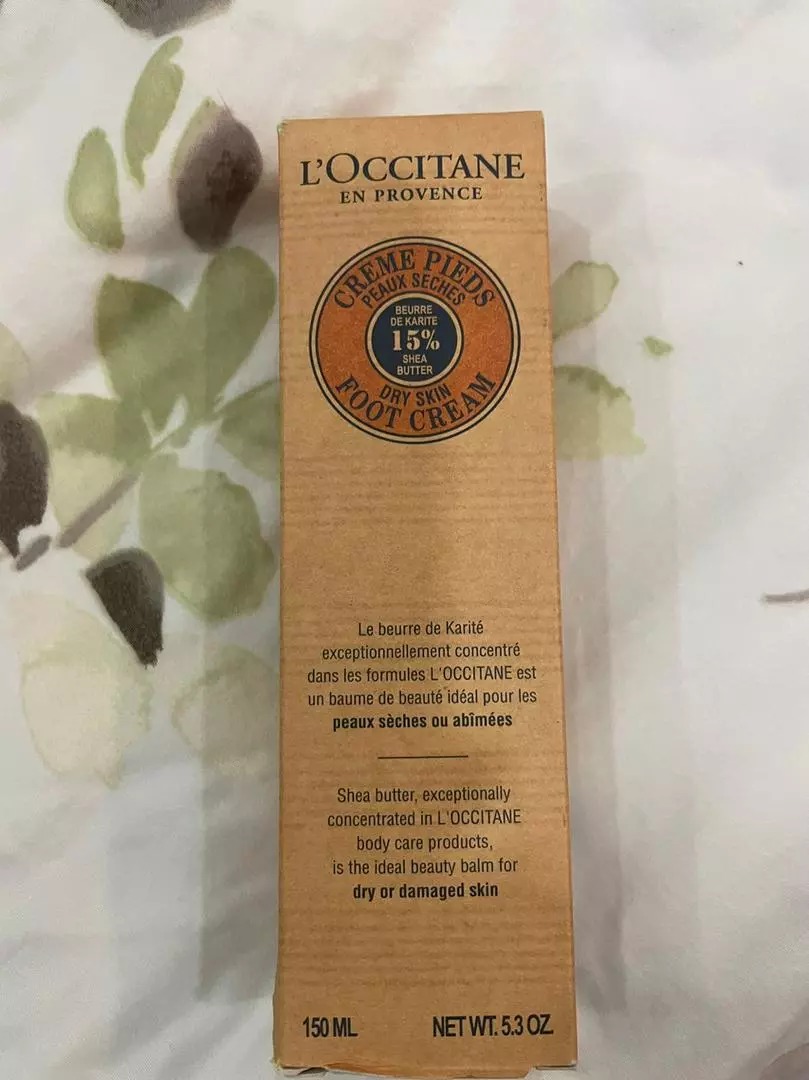 L'OCCITANE
EN PROVENCE
CREME PIEDS
PEAUX SECHES
BEURRE
DE KARITE
15%
SHEA
BUTTER
DRY SKIN
FOOT CREAM
Le beurre de Karité
exceptionnellement concentré
dans les formules L'OCCITANE est
un baume de beauté idéal pour les
peaux sèches ou abîmées
Shea butter, exceptionally
concentrated in L'OCCITANE
body care products,
is the ideal beauty balm for
dry or damaged skin
150 ML NET WT. 5.3 OZ